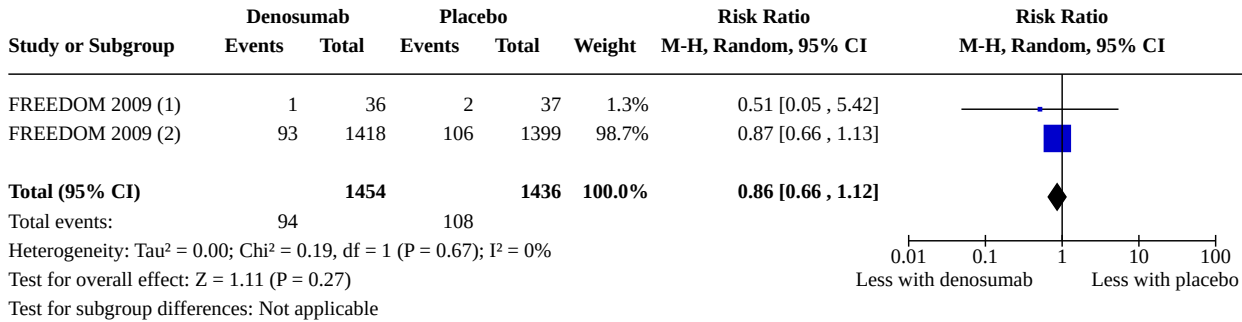 Denosumab Placebo Risk Ratio Risk Ratio
Study or Subgroup Events Total Events Total Weight M-H, Random, 95% CI M-H, Random, 95% CI
FREEDOM 2009 (1) 1 36 2 37 1.3% 0.51 [0.05 , 5.42]
FREEDOM 2009 (2) 93 1418 106 1399 98.7% 0.87 [0.66 , 1.13]
Total (95% CI) 1454 1436 100.0% 0.86 [0.66 , 1.12]
Total events: 94 108
Heterogeneity: Tau² = 0.00; Chi² = 0.19, df = 1 (P = 0.67); I² = 0%
0.01 0.1 1 10 100
Test for overall effect: Z = 1.11 (P = 0.27)
Less with denosumab Less with placebo
Test for subgroup differences: Not applicable